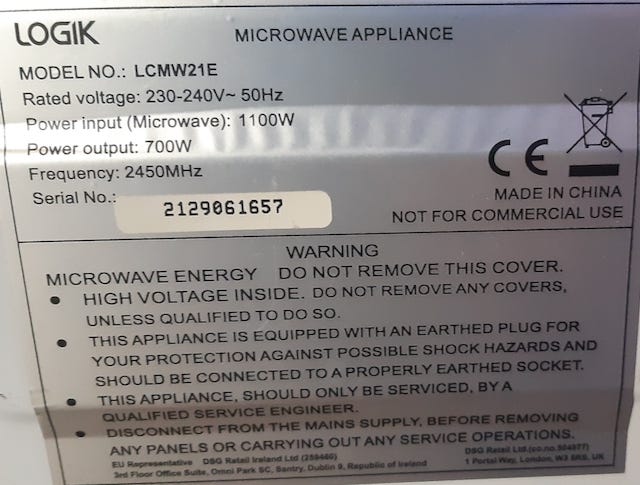 LOGIK
MICROWAVE APPLIANCE
MODEL NO.: LCMW21E
Rated voltage: 230-240V~ 50Hz
Power input (Microwave): 1100W
Power output: 700W
Frequency: 2450MHz
Serial No.:
2129061657
CE
MADE IN CHINA
NOT FOR COMMERCIAL USE
WARNING
MICROWAVE ENERGY DO NOT REMOVE THIS COVER.
• HIGH VOLTAGE INSIDE. DO NOT REMOVE ANY COVERS,
UNLESS QUALIFIED TO DO SO.
• THIS APPLIANCE IS EQUIPPED WITH AN EARTHED PLUG FOR
YOUR PROTECTION AGAINST POSSIBLE SHOCK HAZARDS AND
SHOULD BE CONNECTED TO A PROPERLY EARTHED SOCKET.
• THIS APPLIANCE, SHOULD ONLY BE SERVICED, BY A
QUALIFIED SERVICE ENGINEER.
• DISCONNECT FROM THE MAINS SUPPLY, BEFORE REMOVING
ANY PANELS OR CARRYING OUT ANY SERVICE OPERATIONS.
EU Representative DSG Retail Ireland Ltd (259460)
3rd Floor Office Suite, Omni Park SC, Santry, Dublin 9, Republic of Ireland
DSG Retail Ltd.(co.no.504877)
1 Portal Way, London, W3 6RS, UK